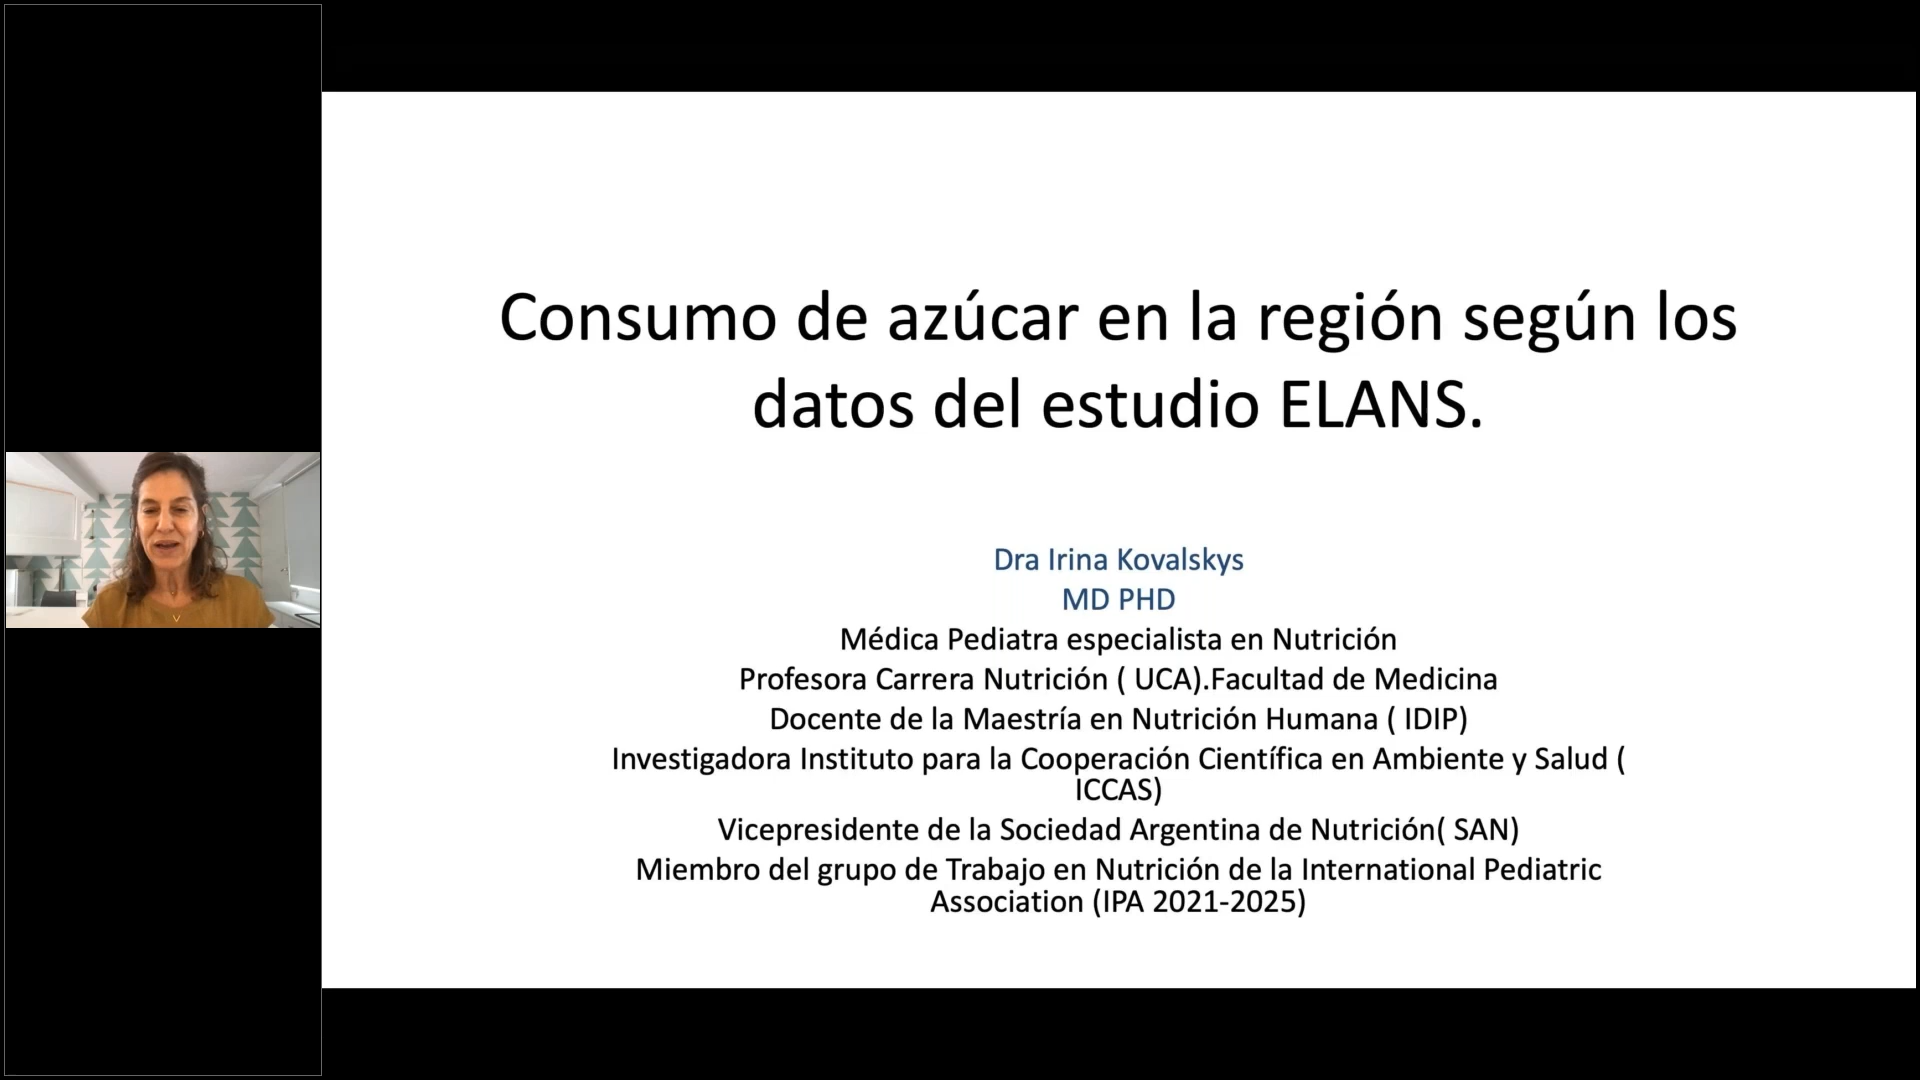 Consumo de azúcar en la región según los
datos del estudio ELANS.
Dra Irina Kovalskys
MD PHD
Médica Pediatra especialista en Nutrición
Profesora Carrera Nutrición ( UCA).Facultad de Medicina
Docente de la Maestría en Nutrición Humana ( IDIP)
Investigadora Instituto para la Cooperación Científica en Ambiente y Salud (
ICCAS)
Vicepresidente de la Sociedad Argentina de Nutrición( SAN)
Miembro del grupo de Trabajo en Nutrición de la International Pediatric
Association (IPA 2021-2025)